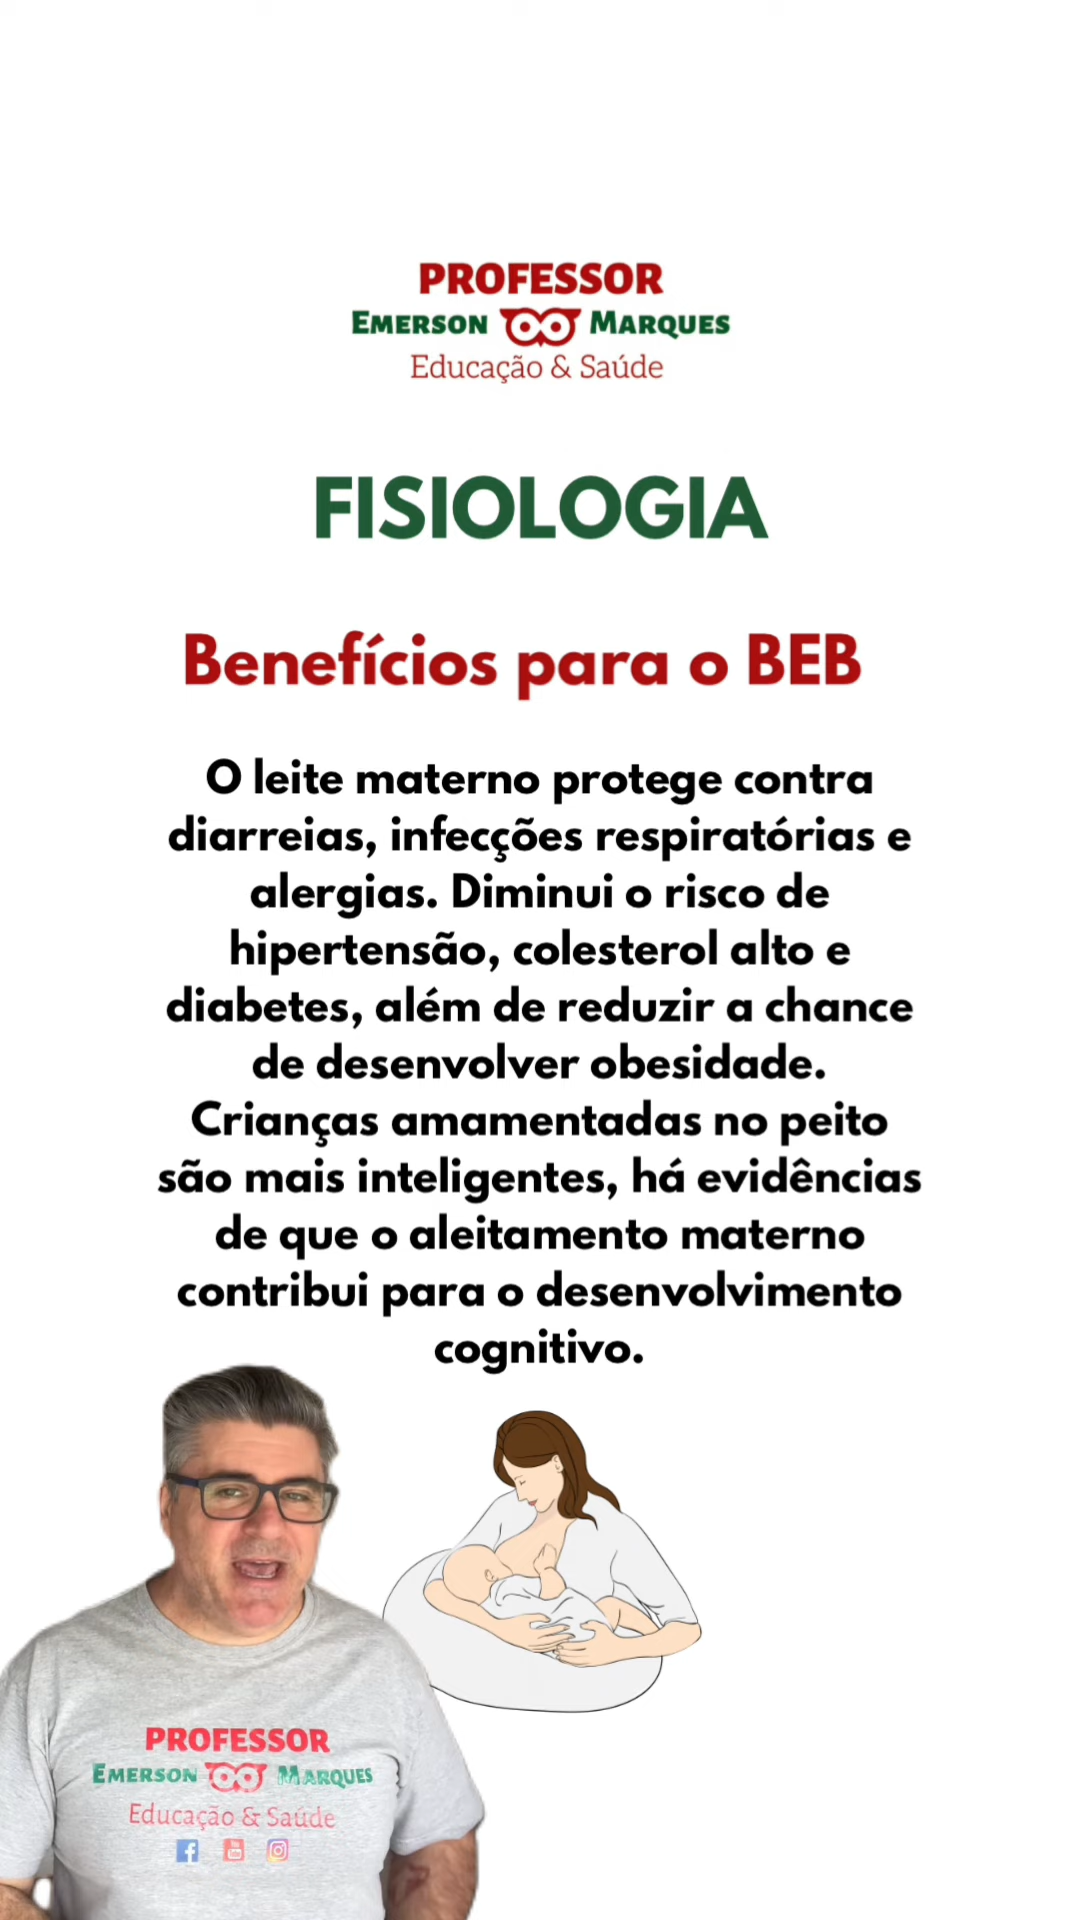 PROFESSOR
EMERSON MARQUES
Educação & Saúde
FISIOLOGIA
Benefícios para o BEB
O leite materno protege contra
diarreias, infecções respiratórias e
alergias. Diminui o risco de
hipertensão, colesterol alto e
diabetes, além de reduzir a chance
de desenvolver obesidade.
Crianças amamentadas no peito
são mais inteligentes, há evidências
de que o aleitamento materno
contribui para o desenvolvimento
cognitivo.
PROFESSOR
EMERSON MARQUES
Educação & Saúde